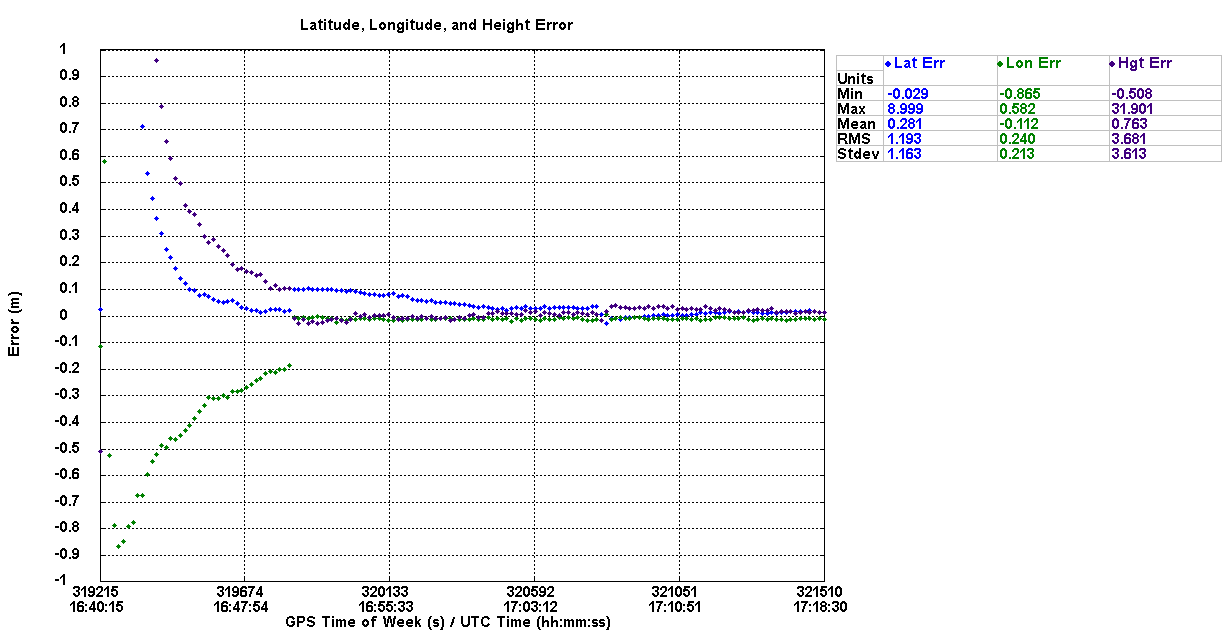 Latitude, Longitude, and Height Error
Lat Err Lon Err Hgt Err
Units
Min -0.029 -0.865 -0.508
Max 8.999 0.582 31.901
Mean 0.281 -0.112 0.763
RMS 1.193 0.240 3.681
Stdev 1.163 0.213 3.613
Error (m)
1
0.9
0.8
0.7
0.6
0.5
0.4
0.3
0.2
0.1
0
-0.1
-0.2
-0.3
-0.4
-0.5
-0.6
-0.7
-0.8
-0.9
-1
319215 319674 320133 320592 321051 321510
16:40:15 16:47:54 16:55:33 17:03:12 17:10:51 17:18:30
GPS Time of Week (s) / UTC Time (hh:mm:ss)